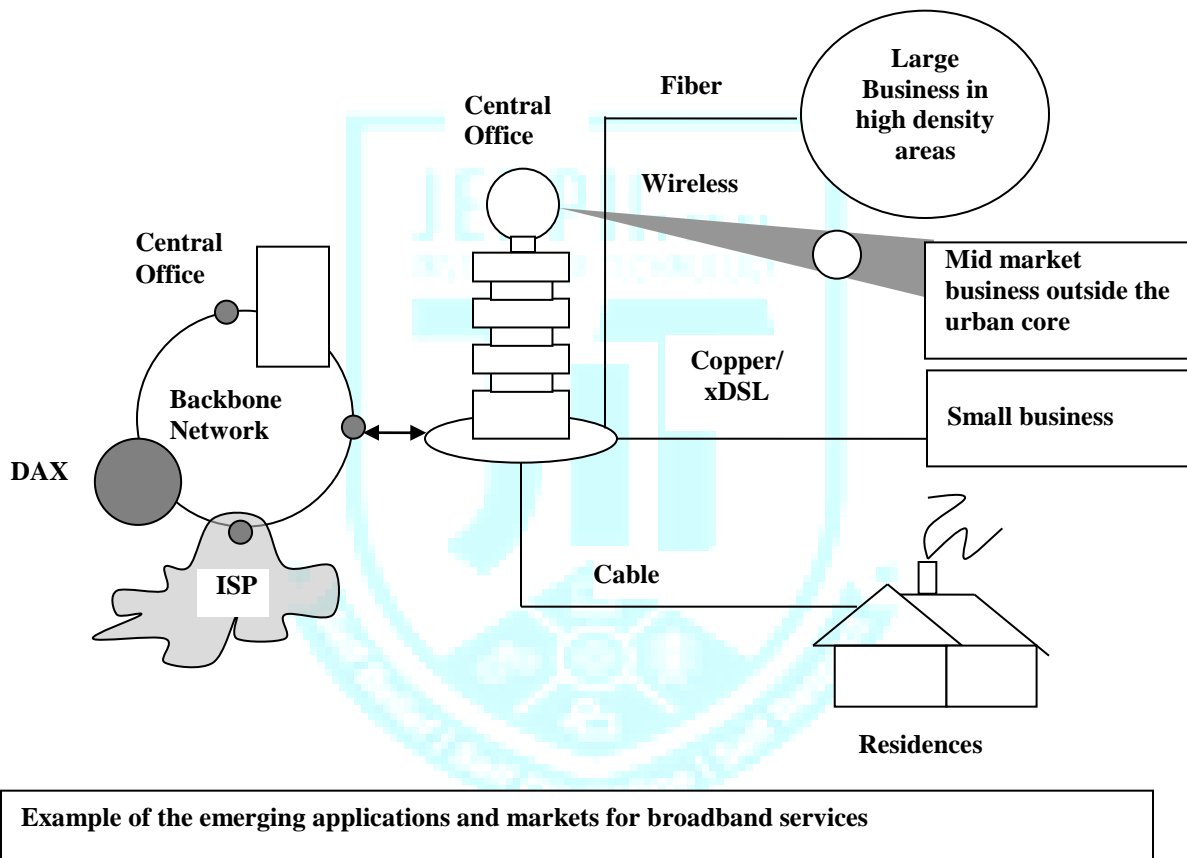 Large
Business in
high density
areas
Fiber
Central
Office
Wireless
Central
Office
Mid market
business outside the
urban core
Copper/
xDSL
Backbone
Network
Small business
DAX
ISP
Cable
Residences
Example of the emerging applications and markets for broadband services